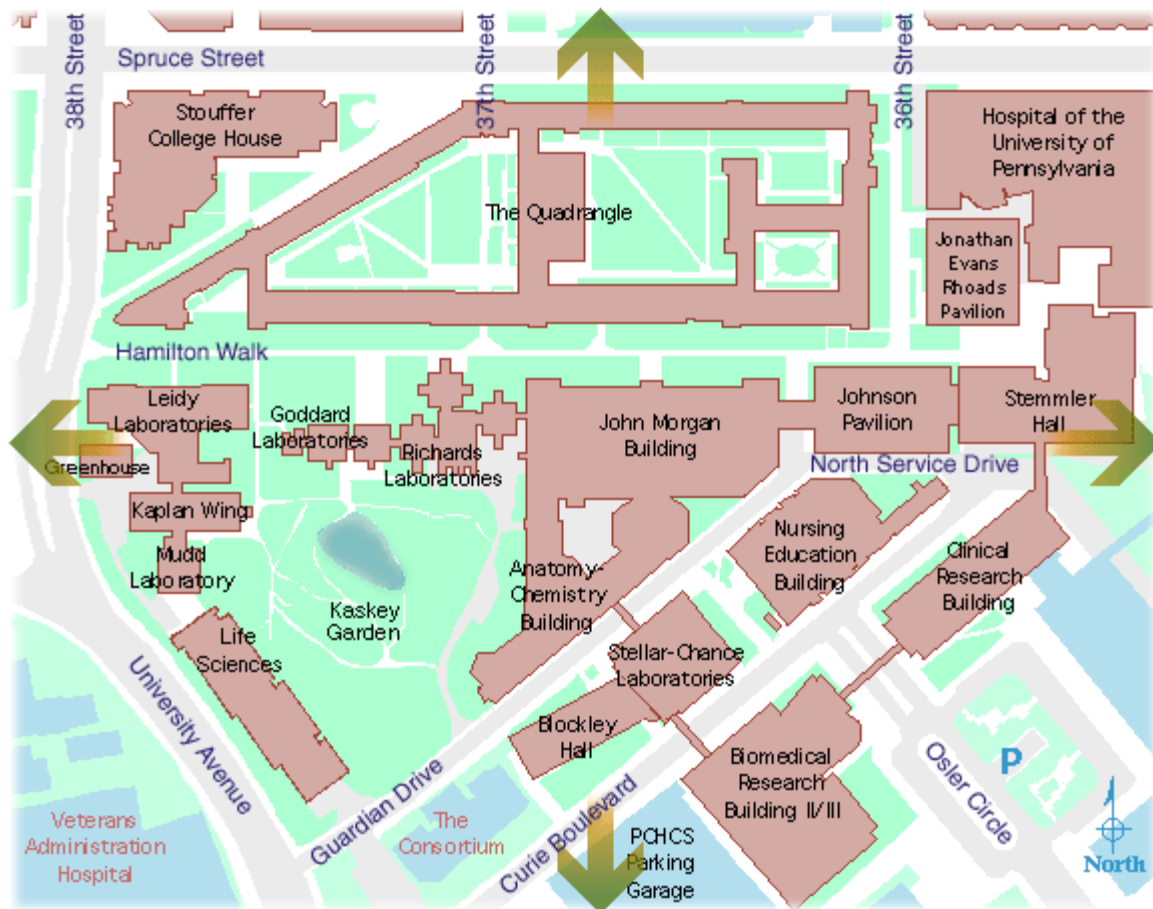 38th Street
Spruce Street
37th Street
36th Street
Stouffer
College House
Hospital of the
University of
Pennsylvania
The Quadrangle
Jonathan
Evans
Rhoads
Pavilion
Hamilton Walk
Leidy
Laboratories
Goddard
Laboratories
Richards
Laboratories
John Morgan
Building
Johnson
Pavilion
Stemmler
Hall
Greenhouse
North Service Drive
Kaplan Wing
Mudd
Laboratory
Nursing
Education
Building
Clinical
Research
Building
Anatomy-
Chemistry
Building
Kaskey
Garden
Life
Sciences
Stellar-Chance
Laboratories
University Avenue
Blockley
Hall
Biomedical
Research
Building II/III
Osler Circle
P
Guardian Drive
Curie Boulevard
Veterans
Administration
Hospital
The
Consortium
PCHCS
Parking
Garage
North